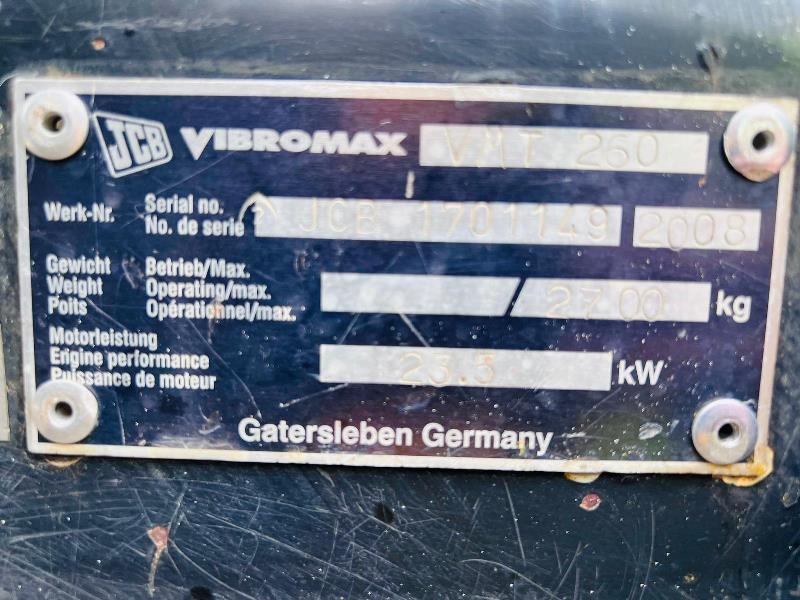 JCB VIBROMAX VMT 260
Werk-Nr. Serial no. JCB 1701149 2008
No. de serie
Gewicht Betrieb/Max.
Weight Operating/max. / 2700 kg
Poits Opérationnel/max.
Motorleistung
Engine performance 23.5 kW
Puissance de moteur
Gatersleben Germany